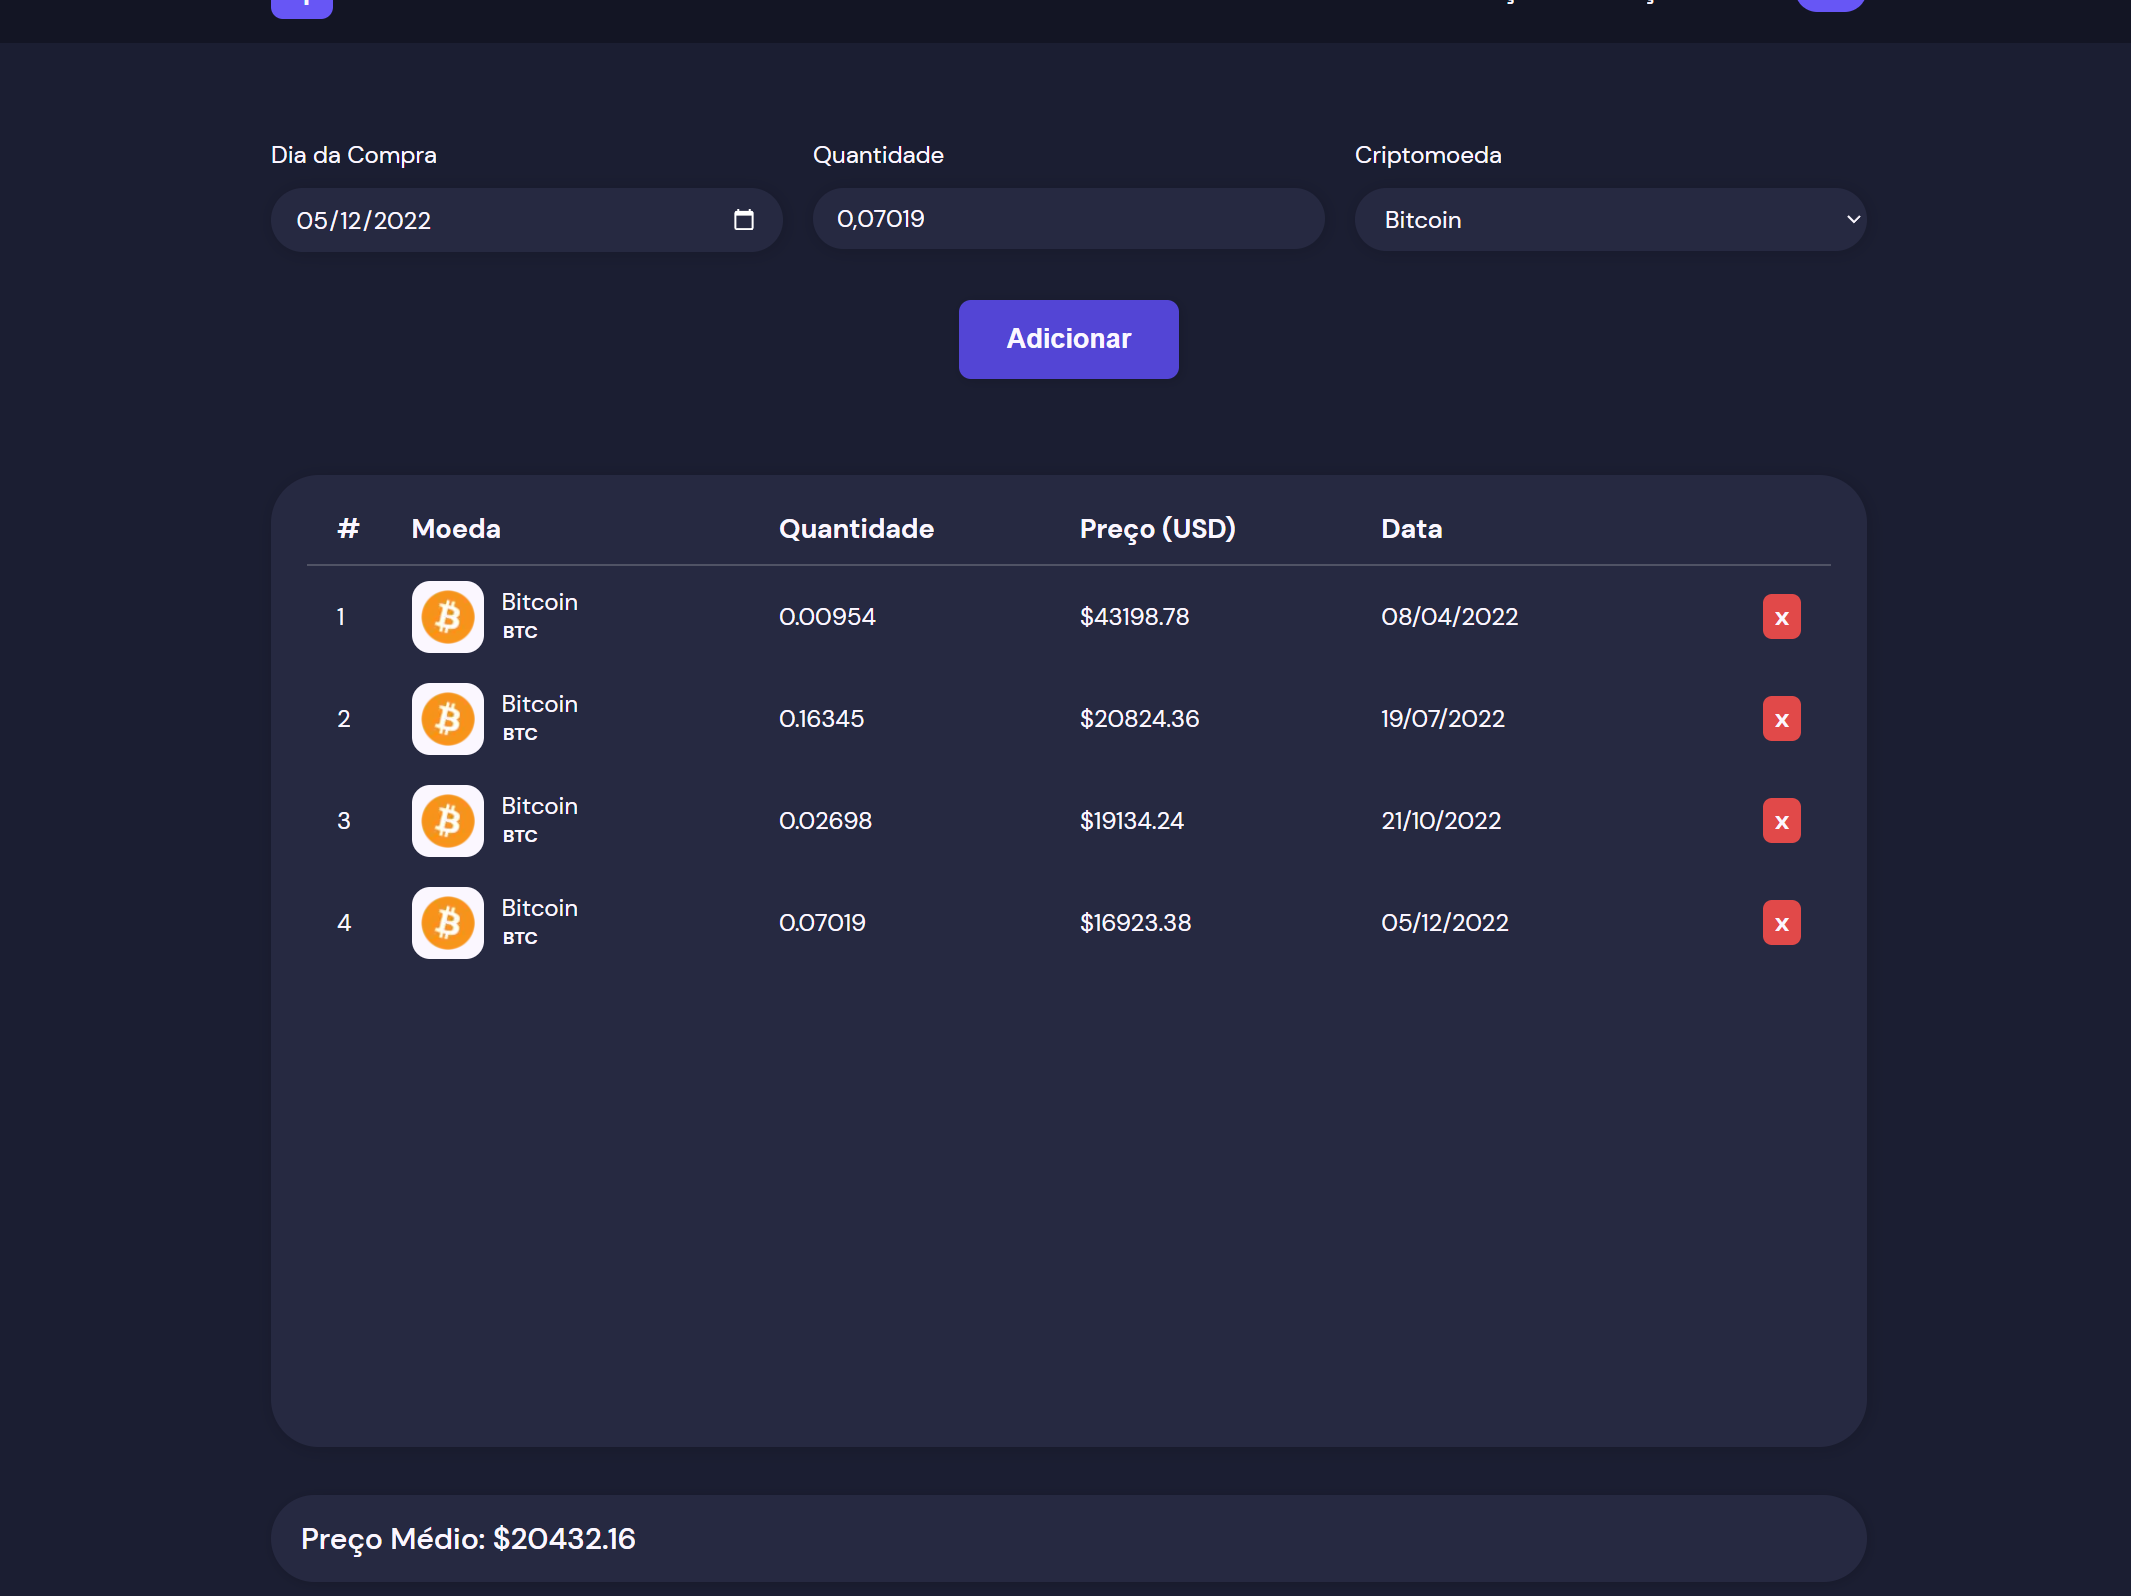 Dia da Compra Quantidade Criptomoeda
05/12/2022 0,07019 Bitcoin
Adicionar
# Moeda Quantidade Preço (USD) Data
1 Bitcoin BTC 0.00954 $43198.78 08/04/2022 x
2 Bitcoin BTC 0.16345 $20824.36 19/07/2022 x
3 Bitcoin BTC 0.02698 $19134.24 21/10/2022 x
4 Bitcoin BTC 0.07019 $16923.38 05/12/2022 x
Preço Médio: $20432.16